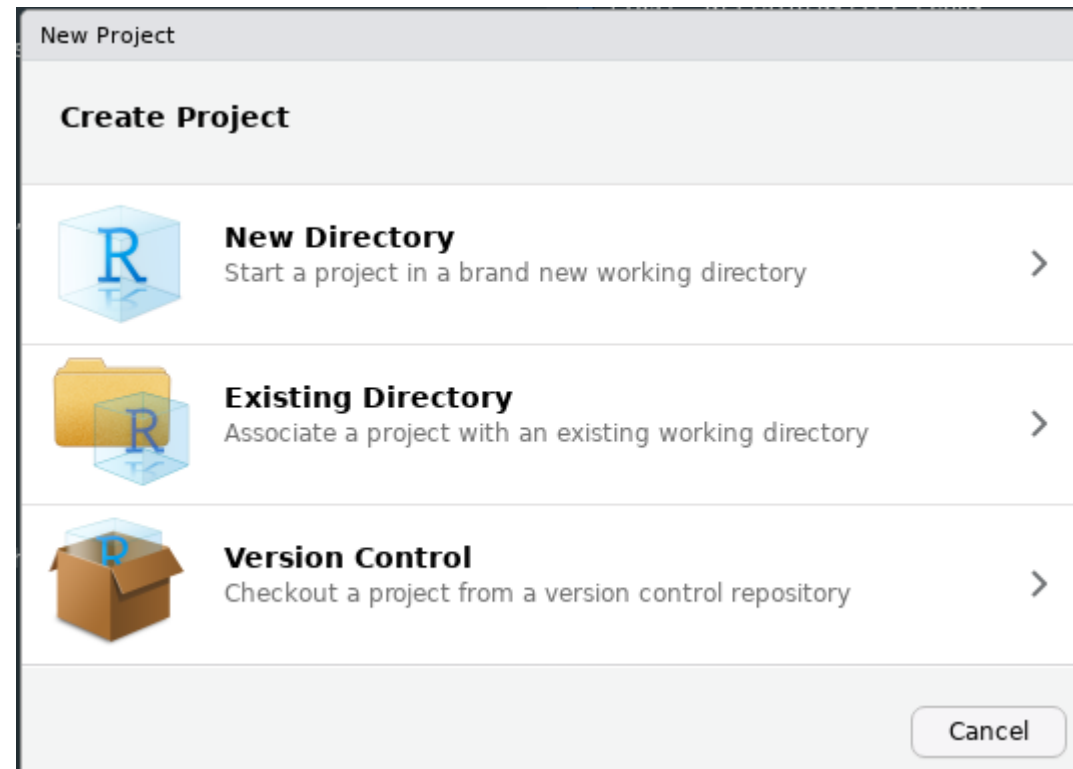 New Project
Create Project
R
New Directory
Start a project in a brand new working directory
R
Existing Directory
Associate a project with an existing working directory
R
Version Control
Checkout a project from a version control repository
Cancel